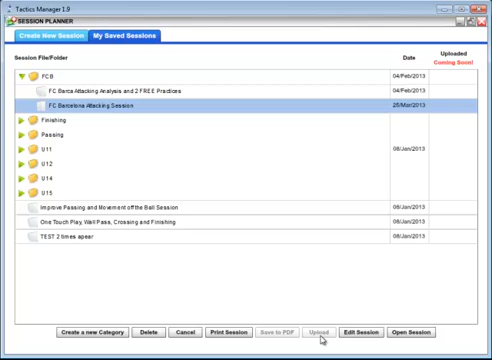 Tactics Manager 1.9
SESSION PLANNER
Create New Session My Saved Sessions
Session File/Folder Date Uploaded
Coming Soon!
FCB 04/Feb/2013
FC Barca Attacking Analysis and 2 FREE Practices 04/Feb/2013
FC Barcelona Attacking Session 25/Mar/2013
Finishing
Passing
U11 08/Jan/2013
U12
U14
U15
Improve Passing and Movement off the Ball Session 08/Jan/2013
One Touch Play, Wall Pass, Crossing and Finishing 08/Jan/2013
TEST 2 times apear 08/Jan/2013
Create a new Category Delete Cancel Print Session Save to PDF Upload Edit Session Open Session